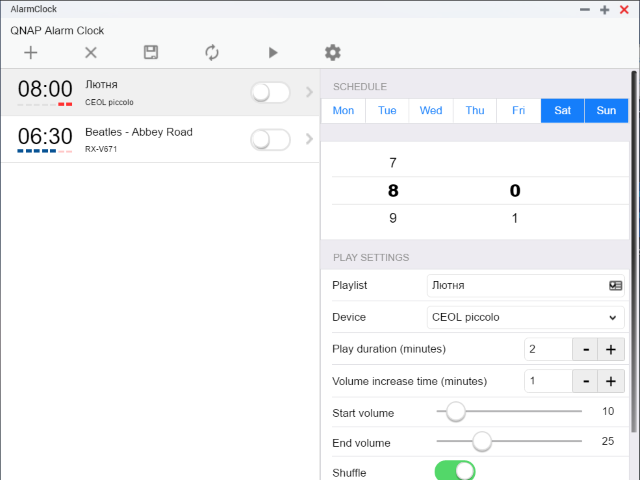 AlarmClock
QNAP Alarm Clock
08:00
Лютня
CEOL piccolo
06:30
Beatles - Abbey Road
RX-V671
SCHEDULE
Mon Tue Wed Thu Fri Sat Sun
7
8 0
9 1
PLAY SETTINGS
Playlist Лютня
Device CEOL piccolo
Play duration (minutes) 2 - +
Volume increase time (minutes) 1 - +
Start volume 10
End volume 25
Shuffle